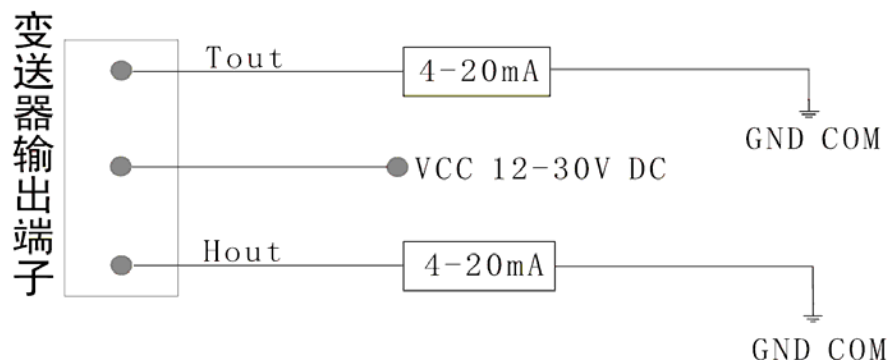 变送器输出端子
Tout
4-20mA
GND COM
VCC 12-30V DC
Hout
4-20mA
GND COM